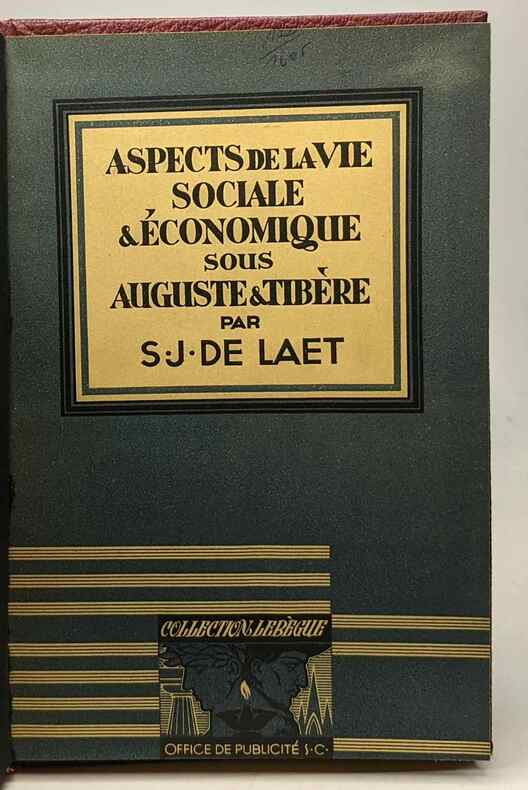 ASPECTS DE LA VIE
SOCIALE
& ÉCONOMIQUE
SOUS
AUGUSTE & TIBÈRE
PAR
S·J·DE LAET
COLLECTION LEBÈGUE
OFFICE DE PUBLICITÉ S·C·